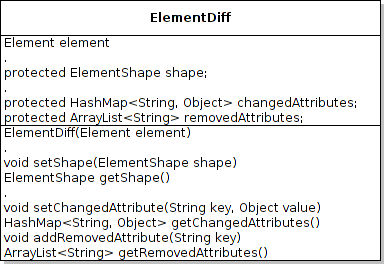 ElementDiff
Element element
.
protected ElementShape shape;
.
protected HashMap<String, Object> changedAttributes;
protected ArrayList<String> removedAttributes;
ElementDiff(Element element)
.
void setShape(ElementShape shape)
ElementShape getShape()
.
void setChangedAttribute(String key, Object value)
HashMap<String, Object> getChangedAttributes()
void addRemovedAttribute(String key)
ArrayList<String> getRemovedAttributes()